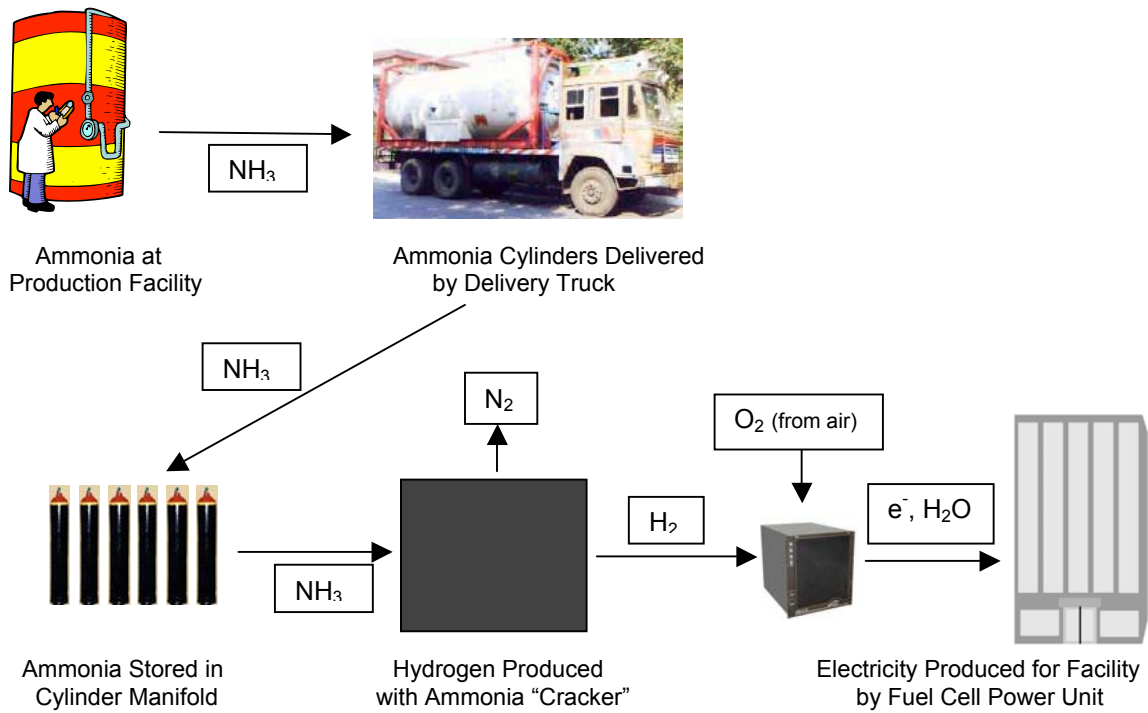 NH₃
Ammonia at
Production Facility
Ammonia Cylinders Delivered
by Delivery Truck
NH₃
N₂
O₂ (from air)
H₂
e⁻, H₂O
NH₃
Ammonia Stored in
Cylinder Manifold
Hydrogen Produced
with Ammonia “Cracker”
Electricity Produced for Facility
by Fuel Cell Power Unit